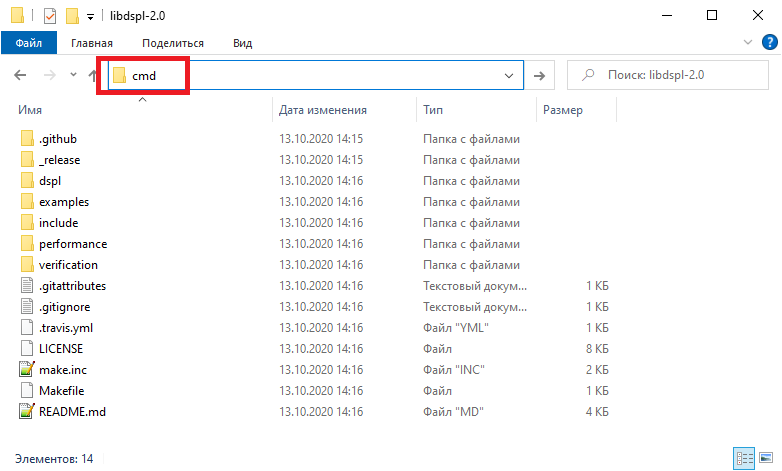 libdspl-2.0
Файл Главная Поделиться Вид
cmd Поиск: libdspl-2.0
Имя Дата изменения Тип Размер
.github 13.10.2020 14:15 Папка с файлами
_release 13.10.2020 14:15 Папка с файлами
dspl 13.10.2020 14:16 Папка с файлами
examples 13.10.2020 14:16 Папка с файлами
include 13.10.2020 14:16 Папка с файлами
performance 13.10.2020 14:16 Папка с файлами
verification 13.10.2020 14:16 Папка с файлами
.gitattributes 13.10.2020 14:16 Текстовый докум... 1 КБ
.gitignore 13.10.2020 14:16 Текстовый докум... 1 КБ
.travis.yml 13.10.2020 14:16 Файл "YML" 1 КБ
LICENSE 13.10.2020 14:16 Файл 8 КБ
make.inc 13.10.2020 14:16 Файл "INC" 2 КБ
Makefile 13.10.2020 14:16 Файл 1 КБ
README.md 13.10.2020 14:16 Файл "MD" 4 КБ
Элементов: 14